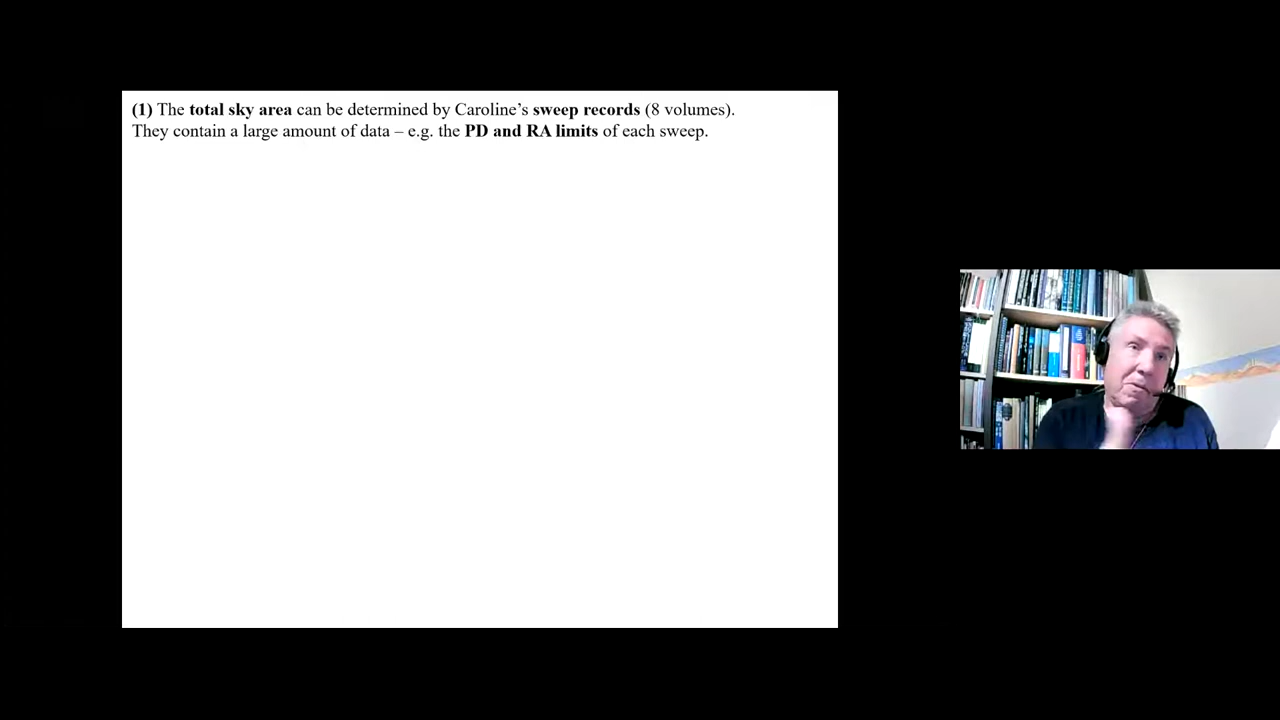 (1) The total sky area can be determined by Caroline’s sweep records (8 volumes).
They contain a large amount of data – e.g. the PD and RA limits of each sweep.